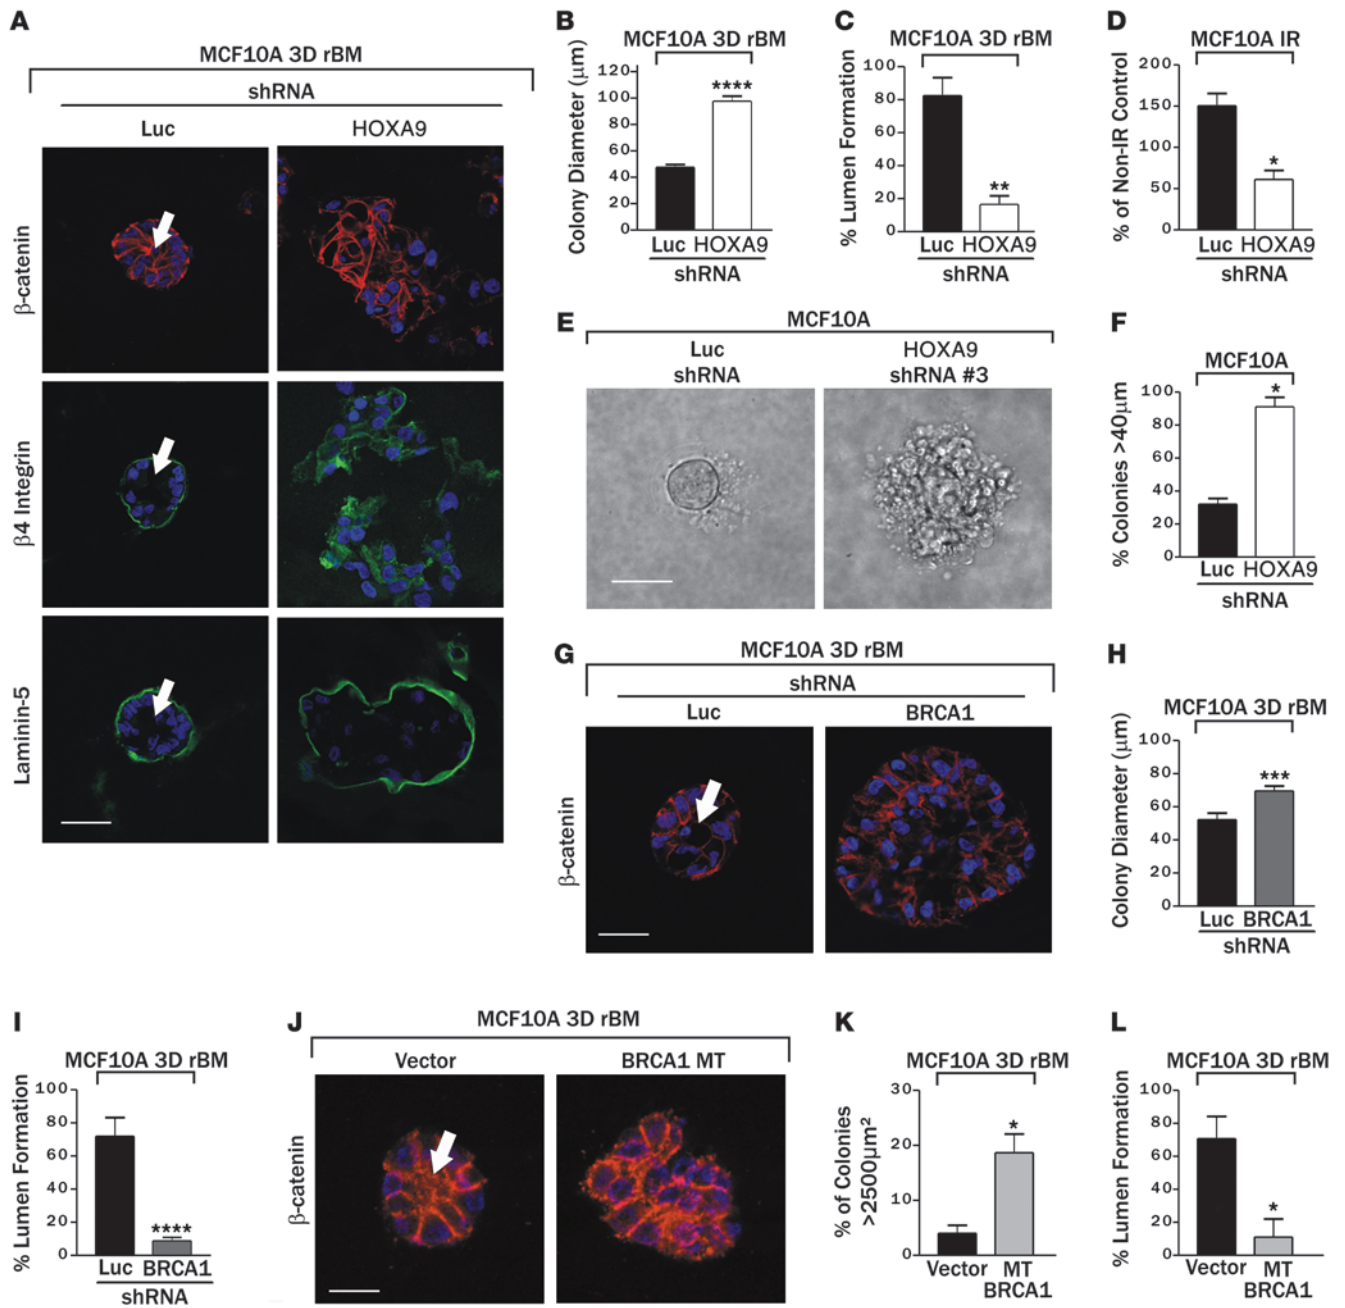 A
MCF10A 3D rBM
shRNA
Luc HOXA9
β-catenin
β4 Integrin
Laminin-5
B
MCF10A 3D rBM
Colony Diameter (μm)
120
100
80
60
40
20
0
****
Luc HOXA9
shRNA
C
MCF10A 3D rBM
% Lumen Formation
100
80
60
40
20
0
**
Luc HOXA9
shRNA
D
MCF10A IR
% of Non-IR Control
200
150
100
50
0
*
Luc HOXA9
shRNA
E
MCF10A
Luc HOXA9
shRNA shRNA #3
F
MCF10A
% Colonies >40μm
100
80
60
40
20
0
*
Luc HOXA9
shRNA
G
MCF10A 3D rBM
shRNA
Luc BRCA1
β-catenin
H
MCF10A 3D rBM
Colony Diameter (μm)
100
80
60
40
20
0
***
Luc BRCA1
shRNA
I
MCF10A 3D rBM
% Lumen Formation
100
80
60
40
20
0
****
Luc BRCA1
shRNA
J
MCF10A 3D rBM
Vector BRCA1 MT
β-catenin
K
MCF10A 3D rBM
% of Colonies
>2500μm²
30
20
10
0
*
Vector MT
BRCA1
L
MCF10A 3D rBM
% Lumen Formation
100
80
60
40
20
0
*
Vector MT
BRCA1